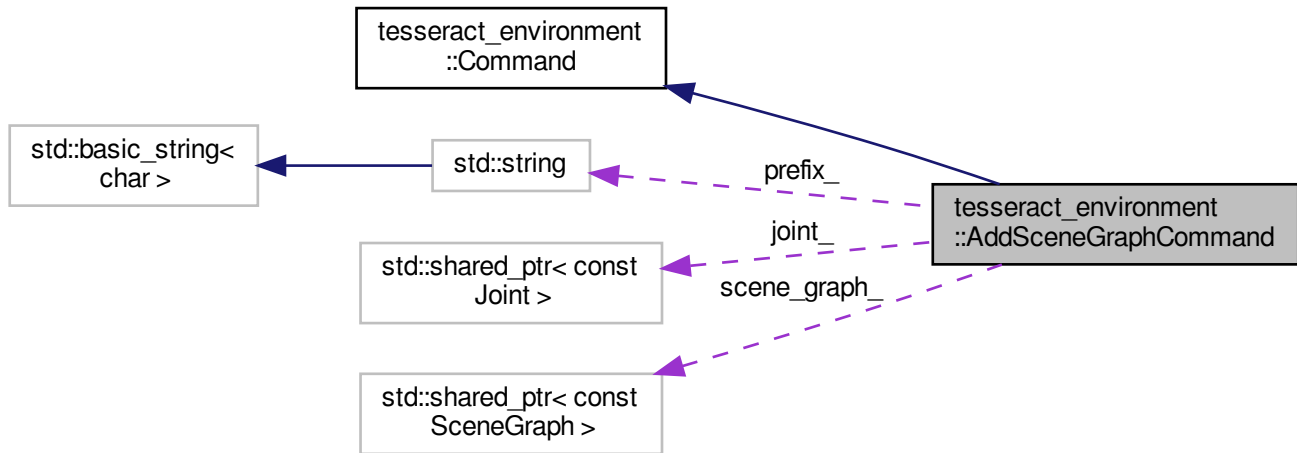 tesseract_environment
::Command
std::basic_string<
char >
std::string
prefix_
tesseract_environment
::AddSceneGraphCommand
joint_
std::shared_ptr< const
Joint >
scene_graph_
std::shared_ptr< const
SceneGraph >